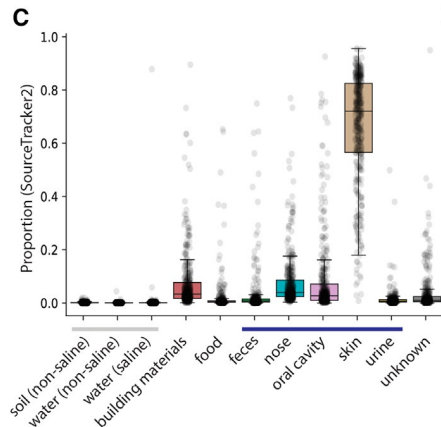 C
Proportion (SourceTracker2)
1.0
0.8
0.6
0.4
0.2
0.0
soil (non-saline)
water (non-saline)
water (saline)
building materials
food
feces
nose
oral cavity
skin
urine
unknown